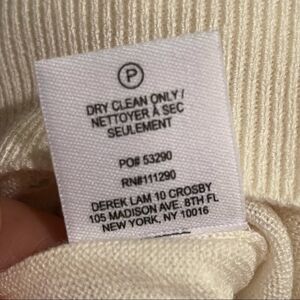 P
DRY CLEAN ONLY /
NETTOYER À SEC
SEULEMENT
PO# 53290
RN#111290
DEREK LAM 10 CROSBY
105 MADISON AVE. 8TH FL
NEW YORK, NY 10016